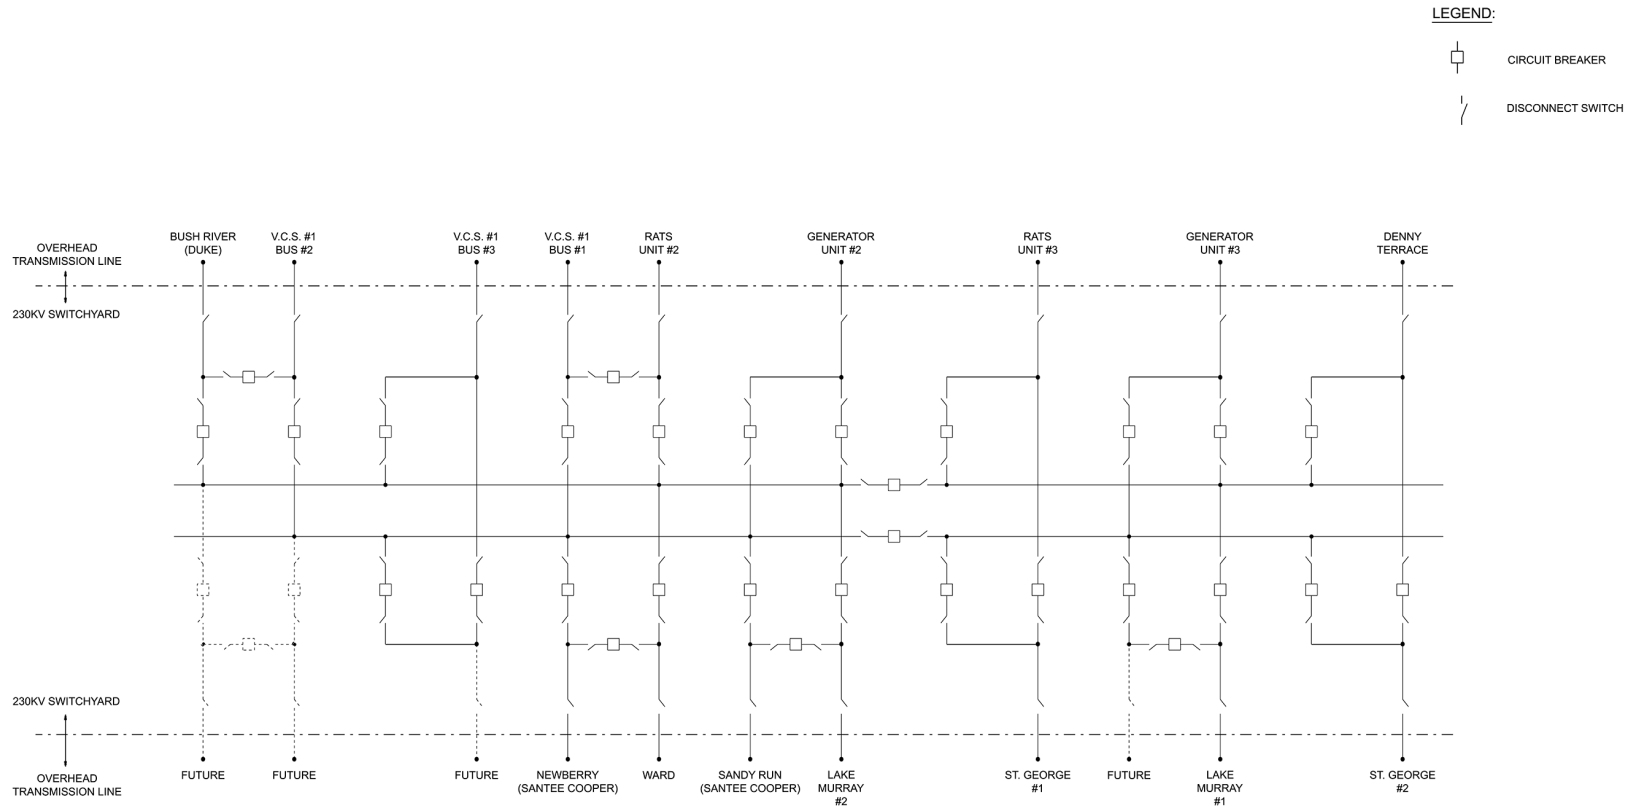 LEGEND:
CIRCUIT BREAKER
DISCONNECT SWITCH
OVERHEAD
TRANSMISSION LINE
230KV SWITCHYARD
BUSH RIVER
(DUKE)
V.C.S. #1
BUS #2
V.C.S. #1
BUS #3
V.C.S. #1
BUS #1
RATS
UNIT #2
GENERATOR
UNIT #2
RATS
UNIT #3
GENERATOR
UNIT #3
DENNY
TERRACE
230KV SWITCHYARD
OVERHEAD
TRANSMISSION LINE
FUTURE
FUTURE
FUTURE
NEWBERRY
(SANTEE COOPER)
WARD
SANDY RUN
(SANTEE COOPER)
LAKE
MURRAY
#2
ST. GEORGE
#1
FUTURE
LAKE
MURRAY
#1
ST. GEORGE
#2